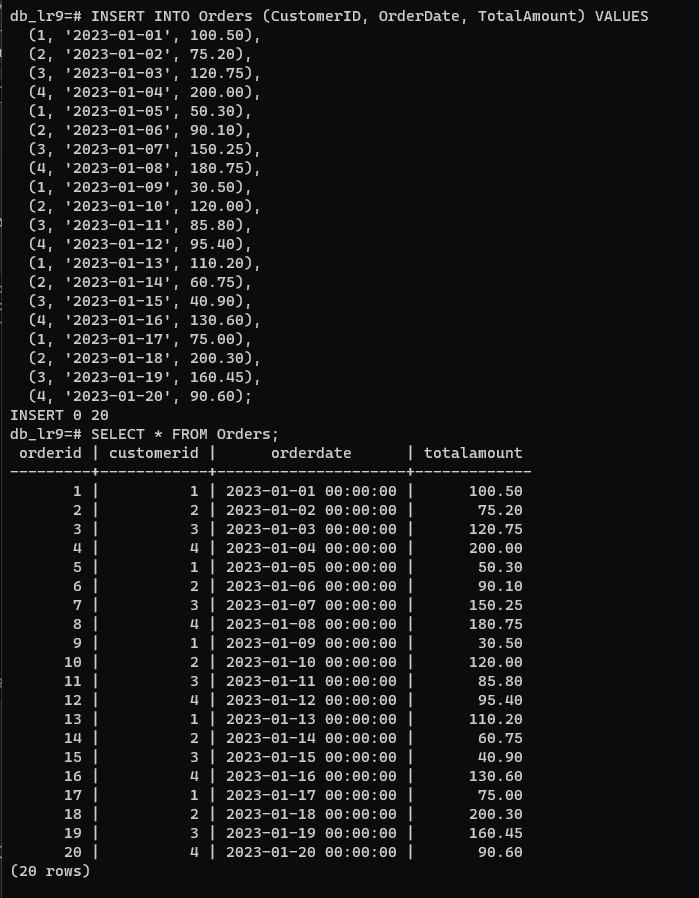 db_lr9=# INSERT INTO Orders (CustomerID, OrderDate, TotalAmount) VALUES
  (1, '2023-01-01', 100.50),
  (2, '2023-01-02', 75.20),
  (3, '2023-01-03', 120.75),
  (4, '2023-01-04', 200.00),
  (1, '2023-01-05', 50.30),
  (2, '2023-01-06', 90.10),
  (3, '2023-01-07', 150.25),
  (4, '2023-01-08', 180.75),
  (1, '2023-01-09', 30.50),
  (2, '2023-01-10', 120.00),
  (3, '2023-01-11', 85.80),
  (4, '2023-01-12', 95.40),
  (1, '2023-01-13', 110.20),
  (2, '2023-01-14', 60.75),
  (3, '2023-01-15', 40.90),
  (4, '2023-01-16', 130.60),
  (1, '2023-01-17', 75.00),
  (2, '2023-01-18', 200.30),
  (3, '2023-01-19', 160.45),
  (4, '2023-01-20', 90.60);
INSERT 0 20
db_lr9=# SELECT * FROM Orders;
 orderid | customerid |      orderdate      | totalamount
---------+------------+---------------------+-------------
       1 |          1 | 2023-01-01 00:00:00 |      100.50
       2 |          2 | 2023-01-02 00:00:00 |       75.20
       3 |          3 | 2023-01-03 00:00:00 |      120.75
       4 |          4 | 2023-01-04 00:00:00 |      200.00
       5 |          1 | 2023-01-05 00:00:00 |       50.30
       6 |          2 | 2023-01-06 00:00:00 |       90.10
       7 |          3 | 2023-01-07 00:00:00 |      150.25
       8 |          4 | 2023-01-08 00:00:00 |      180.75
       9 |          1 | 2023-01-09 00:00:00 |       30.50
      10 |          2 | 2023-01-10 00:00:00 |      120.00
      11 |          3 | 2023-01-11 00:00:00 |       85.80
      12 |          4 | 2023-01-12 00:00:00 |       95.40
      13 |          1 | 2023-01-13 00:00:00 |      110.20
      14 |          2 | 2023-01-14 00:00:00 |       60.75
      15 |          3 | 2023-01-15 00:00:00 |       40.90
      16 |          4 | 2023-01-16 00:00:00 |      130.60
      17 |          1 | 2023-01-17 00:00:00 |       75.00
      18 |          2 | 2023-01-18 00:00:00 |      200.30
      19 |          3 | 2023-01-19 00:00:00 |      160.45
      20 |          4 | 2023-01-20 00:00:00 |       90.60
(20 rows)